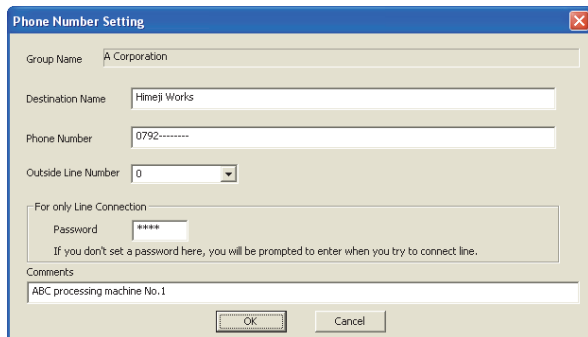 Phone Number Setting
Group Name A Corporation
Destination Name Himeji Works
Phone Number 0792--------
Outside Line Number 0
For only Line Connection
Password ****
If you don't set a password here, you will be prompted to enter when you try to connect line.
Comments
ABC processing machine No.1
OK Cancel